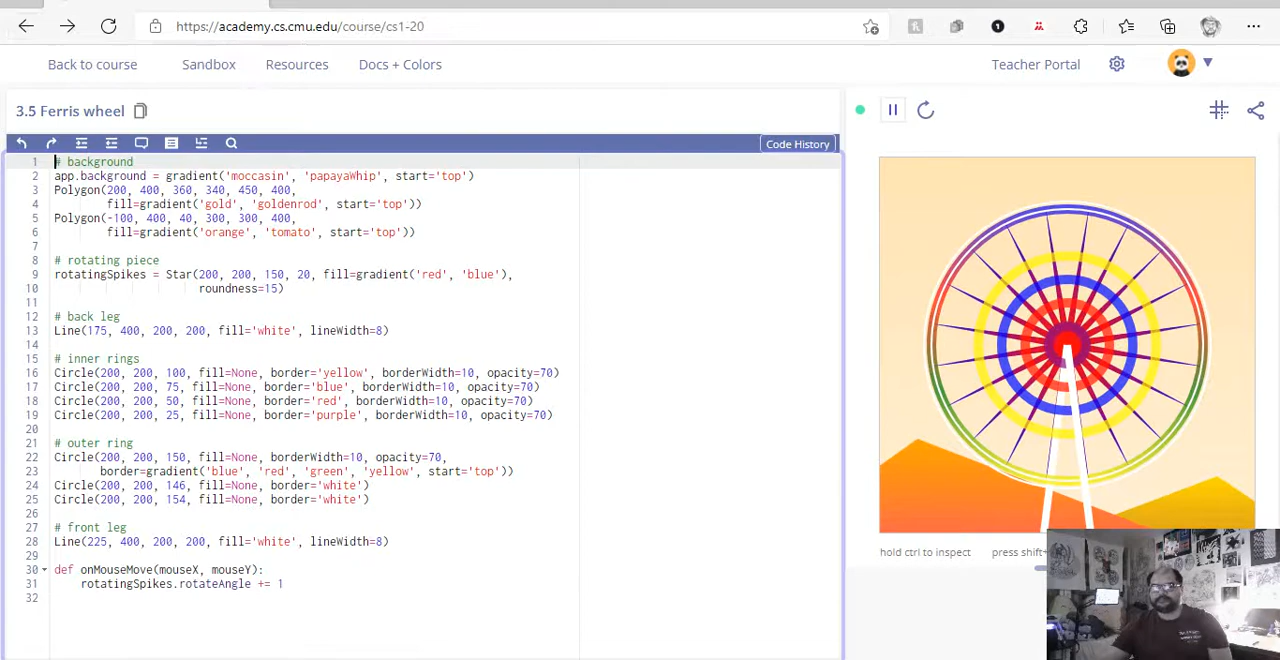 https://academy.cs.cmu.edu/course/cs1-20
Back to course Sandbox Resources Docs + Colors Teacher Portal
3.5 Ferris wheel
Code History
1 # background
2 app.background = gradient('moccasin', 'papayaWhip', start='top')
3 Polygon(200, 400, 360, 340, 450, 400,
4 fill=gradient('gold', 'goldenrod', start='top'))
5 Polygon(-100, 400, 40, 300, 300, 400,
6 fill=gradient('orange', 'tomato', start='top'))
7
8 # rotating piece
9 rotatingSpikes = Star(200, 200, 150, 20, fill=gradient('red', 'blue'),
10 roundness=15)
11
12 # back leg
13 Line(175, 400, 200, 200, fill='white', lineWidth=8)
14
15 # inner rings
16 Circle(200, 200, 100, fill=None, border='yellow', borderWidth=10, opacity=70)
17 Circle(200, 200, 75, fill=None, border='blue', borderWidth=10, opacity=70)
18 Circle(200, 200, 50, fill=None, border='red', borderWidth=10, opacity=70)
19 Circle(200, 200, 25, fill=None, border='purple', borderWidth=10, opacity=70)
20
21 # outer ring
22 Circle(200, 200, 150, fill=None, borderWidth=10, opacity=70,
23 border=gradient('blue', 'red', 'green', 'yellow', start='top'))
24 Circle(200, 200, 146, fill=None, border='white')
25 Circle(200, 200, 154, fill=None, border='white')
26
27 # front leg
28 Line(225, 400, 200, 200, fill='white', lineWidth=8)
29
30 def onMouseMove(mouseX, mouseY):
31 rotatingSpikes.rotateAngle += 1
32
hold ctrl to inspect press shift+